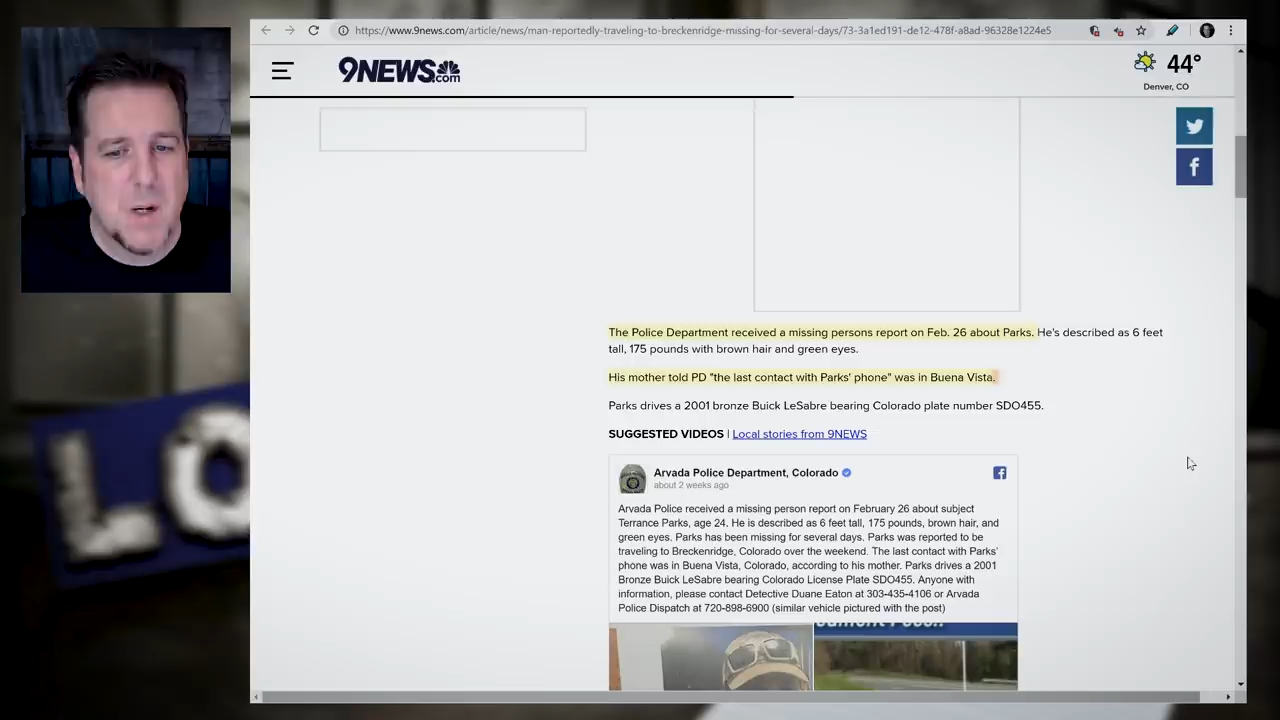 https://www.9news.com/article/news/man-reportedly-traveling-to-breckenridge-missing-for-several-days/73-3a1ed191-de12-478f-a8ad-96328e1224e5
9NEWS.com
44°
Denver, CO
The Police Department received a missing persons report on Feb. 26 about Parks. He's described as 6 feet
tall, 175 pounds with brown hair and green eyes.
His mother told PD "the last contact with Parks' phone" was in Buena Vista.
Parks drives a 2001 bronze Buick LeSabre bearing Colorado plate number SDO455.
SUGGESTED VIDEOS | Local stories from 9NEWS
Arvada Police Department, Colorado
about 2 weeks ago
Arvada Police received a missing person report on February 26 about subject
Terrance Parks, age 24. He is described as 6 feet tall, 175 pounds, brown hair, and
green eyes. Parks has been missing for several days. Parks was reported to be
traveling to Breckenridge, Colorado over the weekend. The last contact with Parks'
phone was in Buena Vista, Colorado, according to his mother. Parks drives a 2001
Bronze Buick LeSabre bearing Colorado License Plate SDO455. Anyone with
information, please contact Detective Duane Eaton at 303-435-4106 or Arvada
Police Dispatch at 720-898-6900 (similar vehicle pictured with the post)
LO